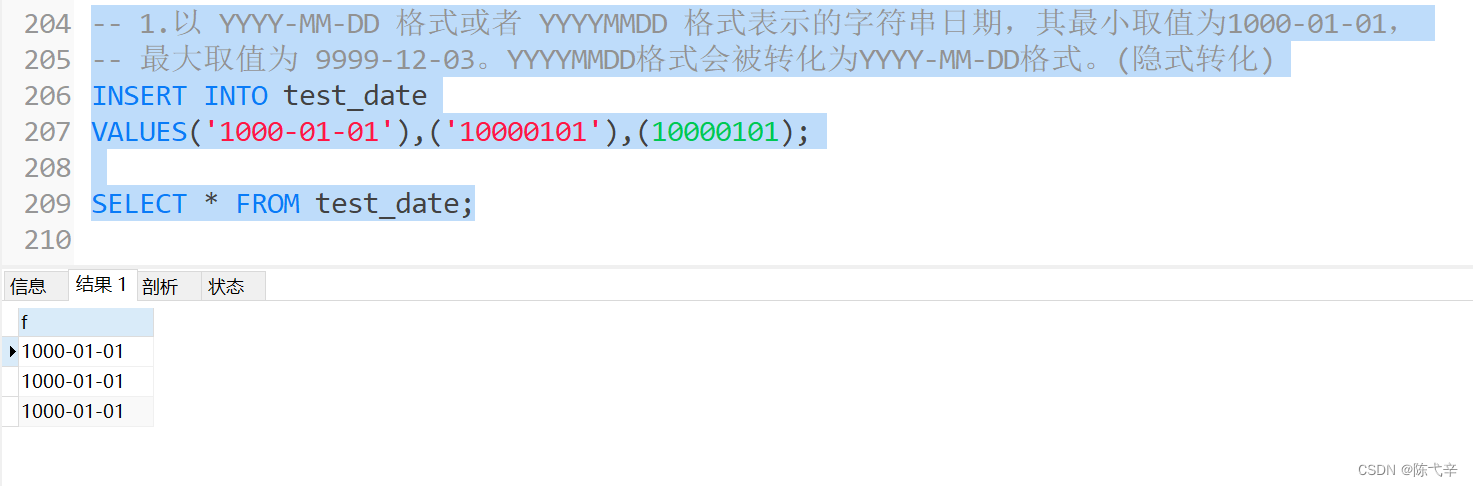 204 -- 1.以 YYYY-MM-DD 格式或者 YYYYMMDD 格式表示的字符串日期，其最小取值为1000-01-01，
205 -- 最大取值为 9999-12-03。YYYYMMDD格式会被转化为YYYY-MM-DD格式。(隐式转化)
206 INSERT INTO test_date
207 VALUES('1000-01-01'),('10000101'),(10000101);
208
209 SELECT * FROM test_date;
210
信息 结果 1 剖析 状态
f
1000-01-01
1000-01-01
1000-01-01
CSDN @陈弋辛